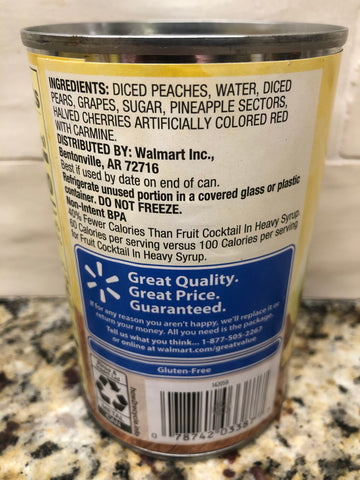 INGREDIENTS: DICED PEACHES, WATER, DICED
PEARS, GRAPES, SUGAR, PINEAPPLE SECTORS,
HALVED CHERRIES ARTIFICIALLY COLORED RED
WITH CARMINE.
DISTRIBUTED BY: Walmart Inc.,
Bentonville, AR 72716
Best if used by date on end of can.
Refrigerate unused portion in a covered glass or plastic
container. DO NOT FREEZE.
Non-Intent BPA
40% Fewer Calories Than Fruit Cocktail In Heavy Syrup.
60 Calories per serving versus 100 Calories per serving
for Fruit Cocktail In Heavy Syrup.
Great Quality.
Great Price.
Guaranteed.
If for any reason you aren't happy, we'll replace it or
return your money. All you need is the package.
Tell us what you think... 1-877-505-2267
or online at walmart.com/greatvalue
Gluten-Free
0 78742 0338